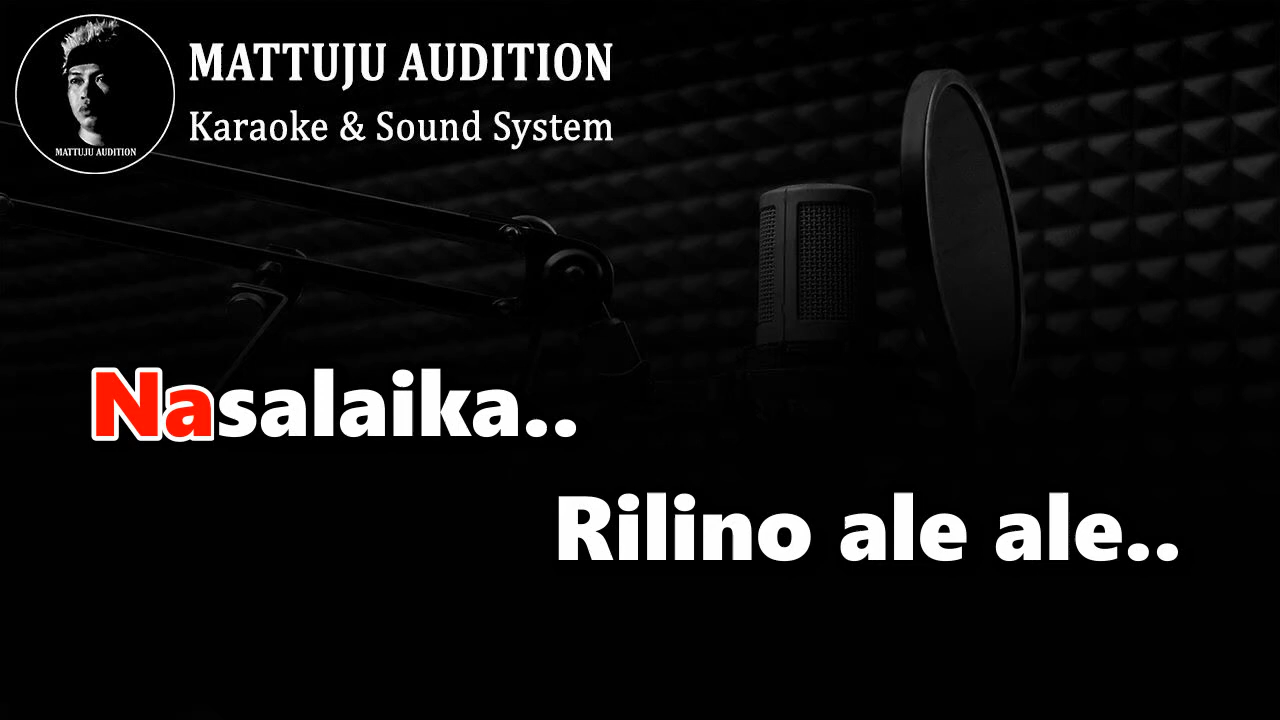 MATTUJU AUDITION
Karaoke & Sound System
MATTUJU AUDITION
Nasalaika..
Rilino ale ale..